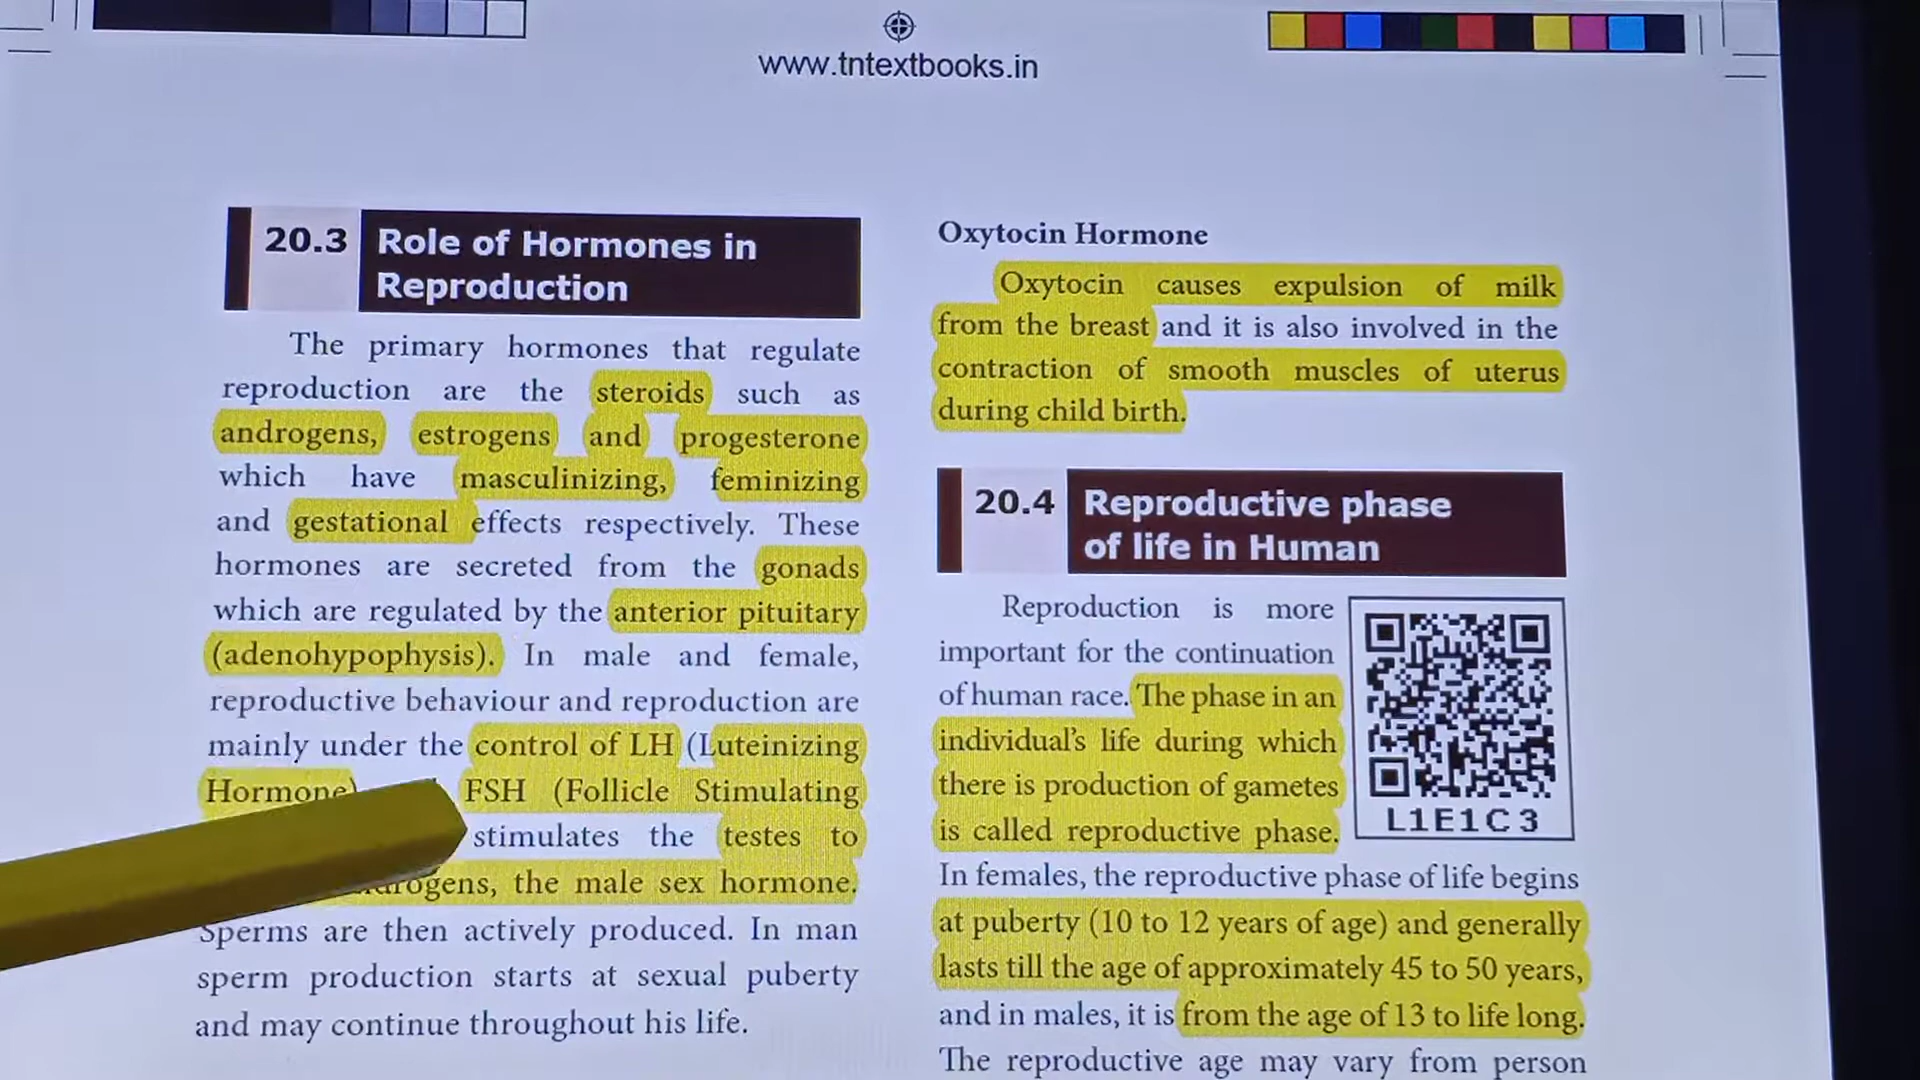 www.tntextbooks.in
20.3 Role of Hormones in
Reproduction
The primary hormones that regulate
reproduction are the steroids such as
androgens, estrogens and progesterone
which have masculinizing, feminizing
and gestational effects respectively. These
hormones are secreted from the gonads
which are regulated by the anterior pituitary
(adenohypophysis). In male and female,
reproductive behaviour and reproduction are
mainly under the control of LH (Luteinizing
Hormone) FSH (Follicle Stimulating
stimulates the testes to
the male sex hormone.
Sperms are then actively produced. In man
sperm production starts at sexual puberty
and may continue throughout his life.
Oxytocin Hormone
Oxytocin causes expulsion of milk
from the breast and it is also involved in the
contraction of smooth muscles of uterus
during child birth.
20.4 Reproductive phase
of life in Human
Reproduction is more
important for the continuation
of human race. The phase in an
individual's life during which
there is production of gametes
is called reproductive phase.
L1E1C3
In females, the reproductive phase of life begins
at puberty (10 to 12 years of age) and generally
lasts till the age of approximately 45 to 50 years,
and in males, it is from the age of 13 to life long.
The reproductive age may vary from person